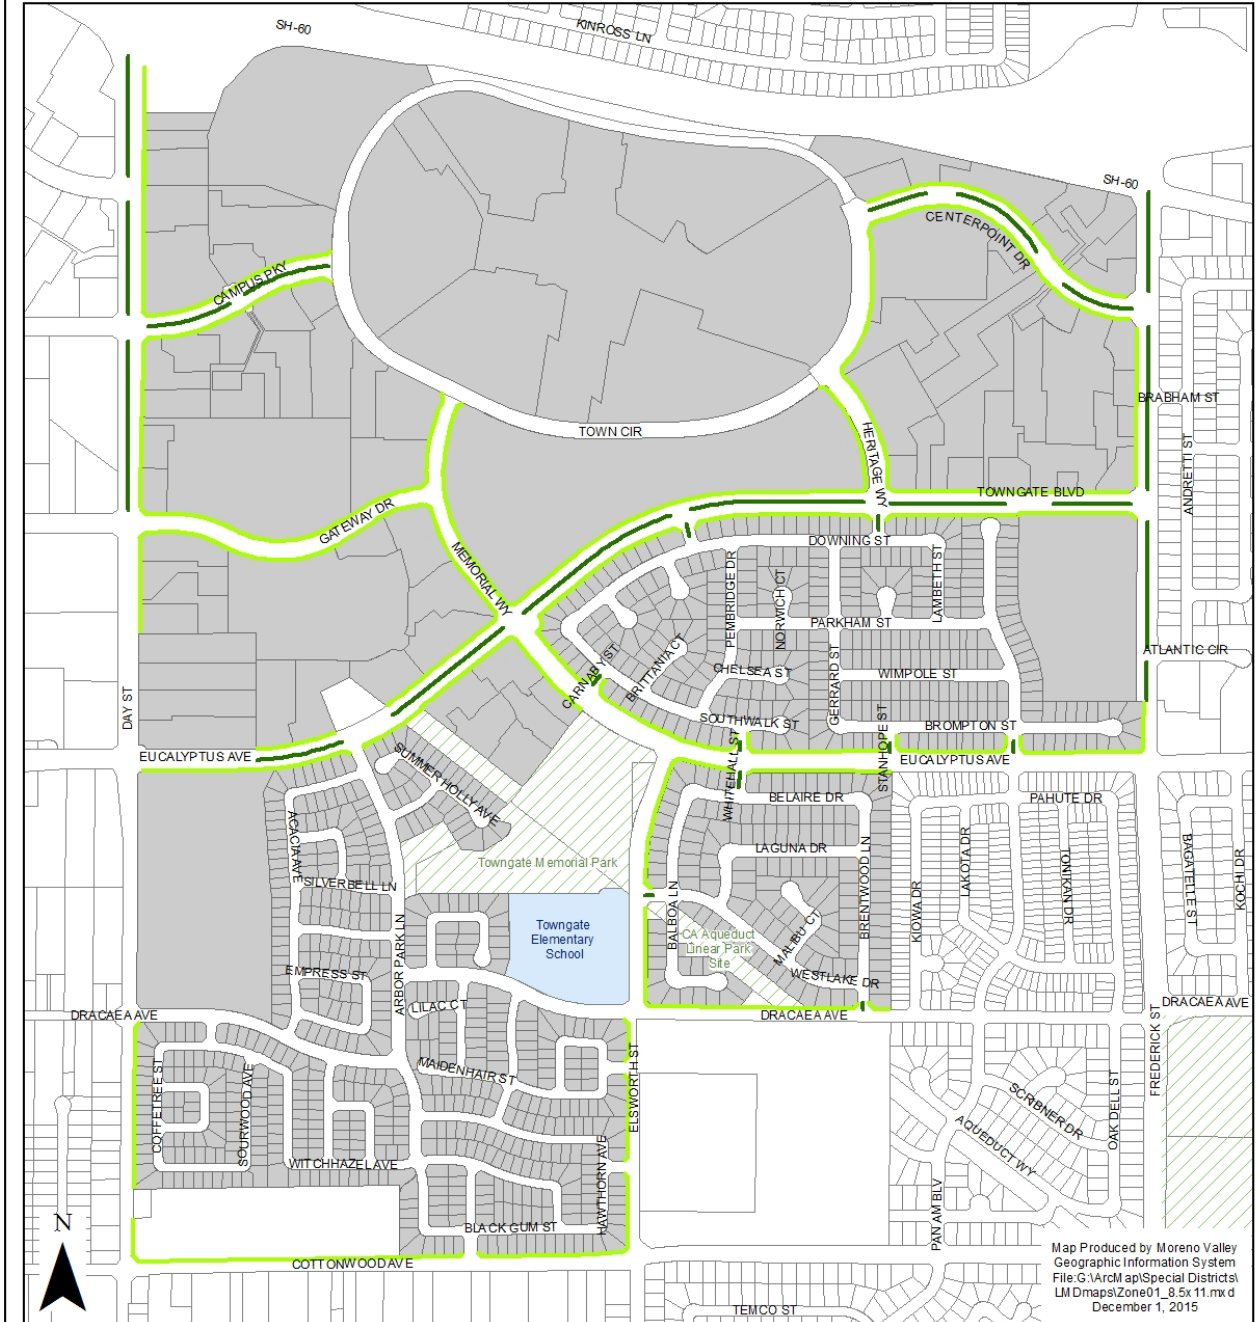 KINROSS LN
SH-60
SH-60
CENTERPOINT DR
CAMPUS PKY
BRABHAM ST
TOWN CIR
HERITAGE WY
ANDRETTI ST
TOWNGATE BLVD
GATEWAY DR
MEMORIAL WY
DOWNING ST
PEMBRIDGE DR
NORWICH CT
LAMBETH ST
PARKHAM ST
ATLANTIC CIR
CARNABY ST
BRITTANIA CT
CHELSEA ST
GERRARD ST
WIMPOLE ST
DAY ST
SOUTHWALK ST
STANHOPE ST
BROMPTON ST
EUCALYPTUS AVE
EUCALYPTUS AVE
SUMMER HOLLY AVE
WHITEHALL ST
BELAIRE DR
PAHUTE DR
ACACIA AVE
LAGUNA DR
BRENTWOOD LN
LAKOTA DR
TONIKAN DR
BAGATELLE ST
KOCHI DR
Towngate Memorial Park
SILVERBELL LN
KIOWA DR
BALBOA LN
MALIBU CT
Towngate
Elementary
School
CA Aqueduct
Linear Park
Site
ARBOR PARK LN
EMPRESS ST
WESTLAKE DR
LILAC CT
DRACAEA AVE
DRACAEA AVE
DRACAEA AVE
FREDERICK ST
ELSWORTH ST
MAIDENHAIR ST
COFFETREE ST
SOURWOOD AVE
SCRIBNER DR
OAK DELL ST
AQUEDUCT WY
WITCHHAZEL AVE
HAWTHORN AVE
PAN AM BLV
BLACK GUM ST
N
COTTONWOOD AVE
TEMCO ST
Map Produced by Moreno Valley
Geographic Information System
File:G:\ArcMap\Special Districts\
LMDmaps\Zone01_8.5x11.mxd
December 1, 2015